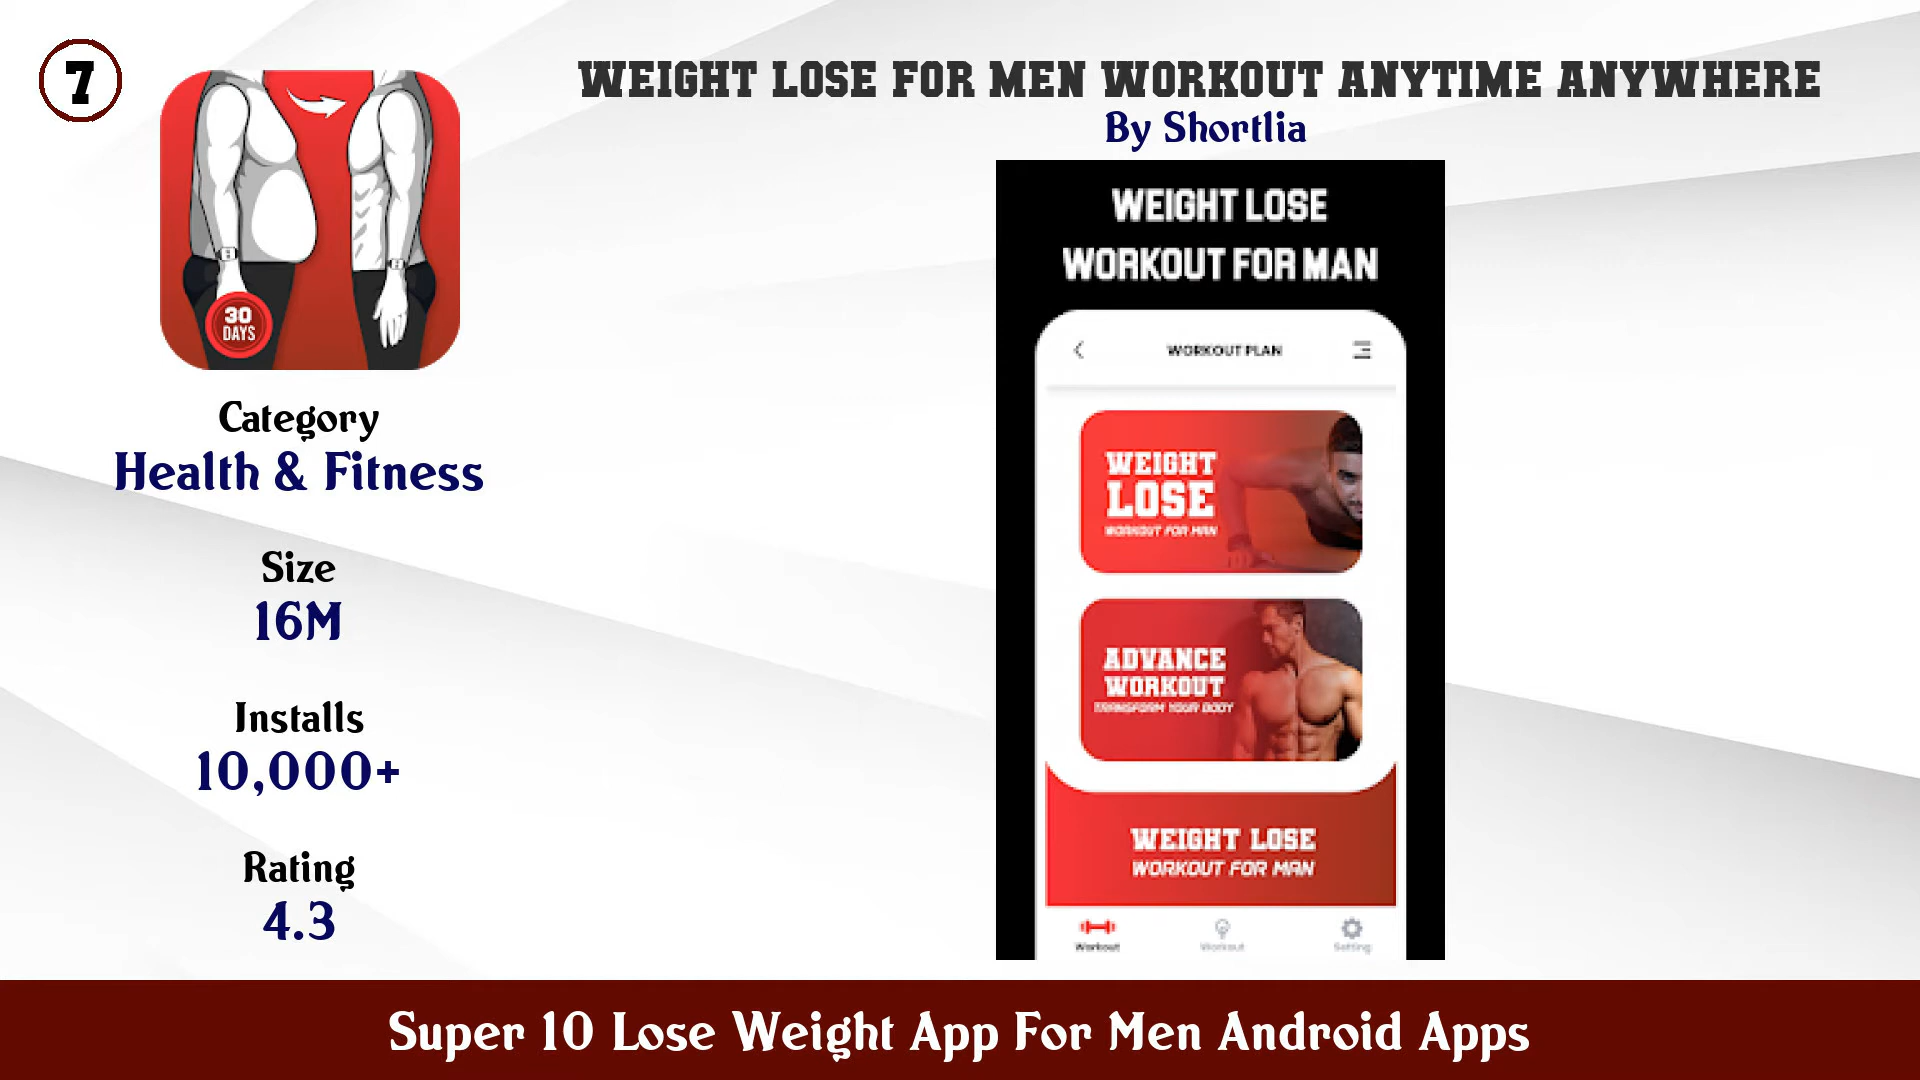 7
WEIGHT LOSE FOR MEN WORKOUT ANYTIME ANYWHERE
By Shortlia
30
DAYS
Category
Health & Fitness
Size
16M
Installs
10,000+
Rating
4.3
WEIGHT LOSE
WORKOUT FOR MAN
WORKOUT PLAN
WEIGHT
LOSE
WORKOUT FOR MAN
ADVANCE
WORKOUT
TRANSFORM YOUR BODY
WEIGHT LOSE
WORKOUT FOR MAN
Workout
Workout
Setting
Super 10 Lose Weight App For Men Android Apps